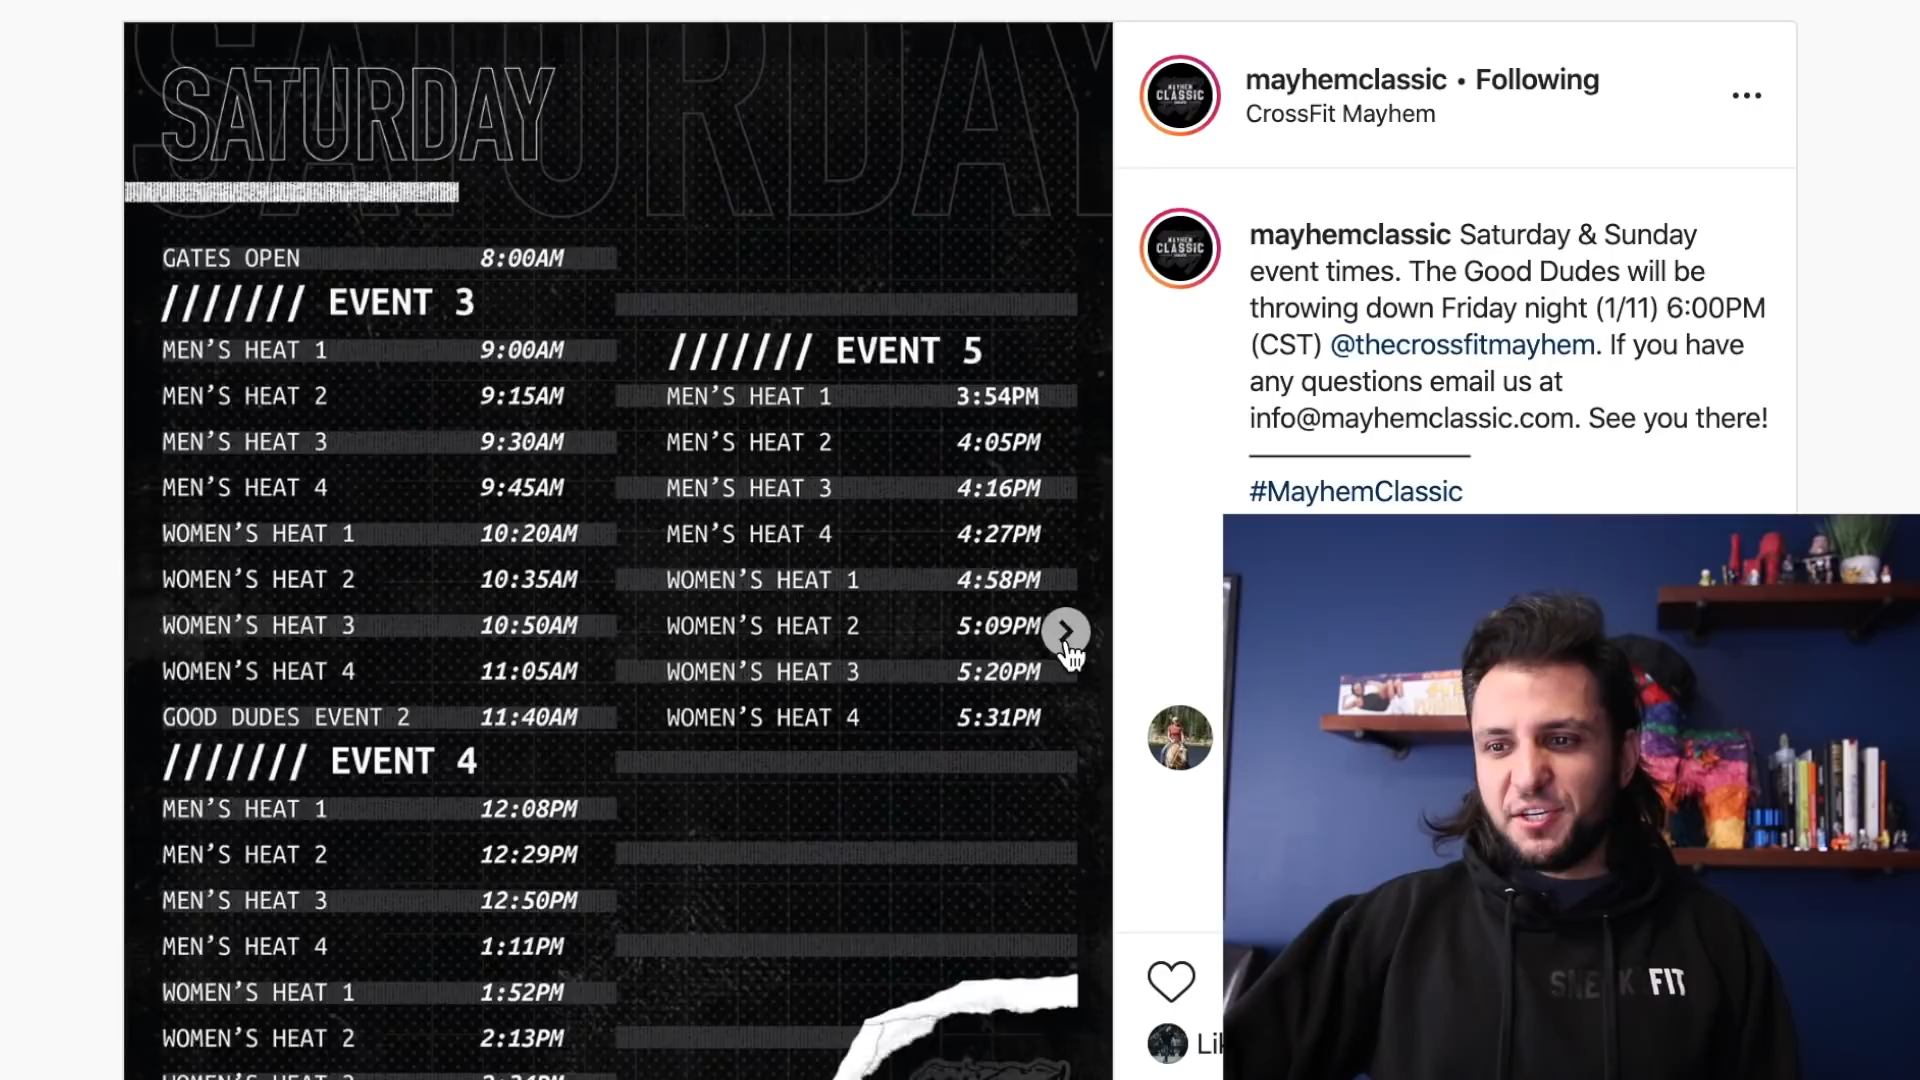 SATURDAY
GATES OPEN 8:00AM
/////// EVENT 3
MEN'S HEAT 1 9:00AM
MEN'S HEAT 2 9:15AM
MEN'S HEAT 3 9:30AM
MEN'S HEAT 4 9:45AM
WOMEN'S HEAT 1 10:20AM
WOMEN'S HEAT 2 10:35AM
WOMEN'S HEAT 3 10:50AM
WOMEN'S HEAT 4 11:05AM
GOOD DUDES EVENT 2 11:40AM
/////// EVENT 4
MEN'S HEAT 1 12:08PM
MEN'S HEAT 2 12:29PM
MEN'S HEAT 3 12:50PM
MEN'S HEAT 4 1:11PM
WOMEN'S HEAT 1 1:52PM
WOMEN'S HEAT 2 2:13PM
/////// EVENT 5
MEN'S HEAT 1 3:54PM
MEN'S HEAT 2 4:05PM
MEN'S HEAT 3 4:16PM
MEN'S HEAT 4 4:27PM
WOMEN'S HEAT 1 4:58PM
WOMEN'S HEAT 2 5:09PM
WOMEN'S HEAT 3 5:20PM
WOMEN'S HEAT 4 5:31PM
SATURDAY
MAYHEM
CLASSIC
mayhemclassic • Following
CrossFit Mayhem
MAYHEM
CLASSIC
mayhemclassic Saturday & Sunday
event times. The Good Dudes will be
throwing down Friday night (1/11) 6:00PM
(CST) @thecrossfitmayhem. If you have
any questions email us at
info@mayhemclassic.com. See you there!
#MayhemClassic
FIT